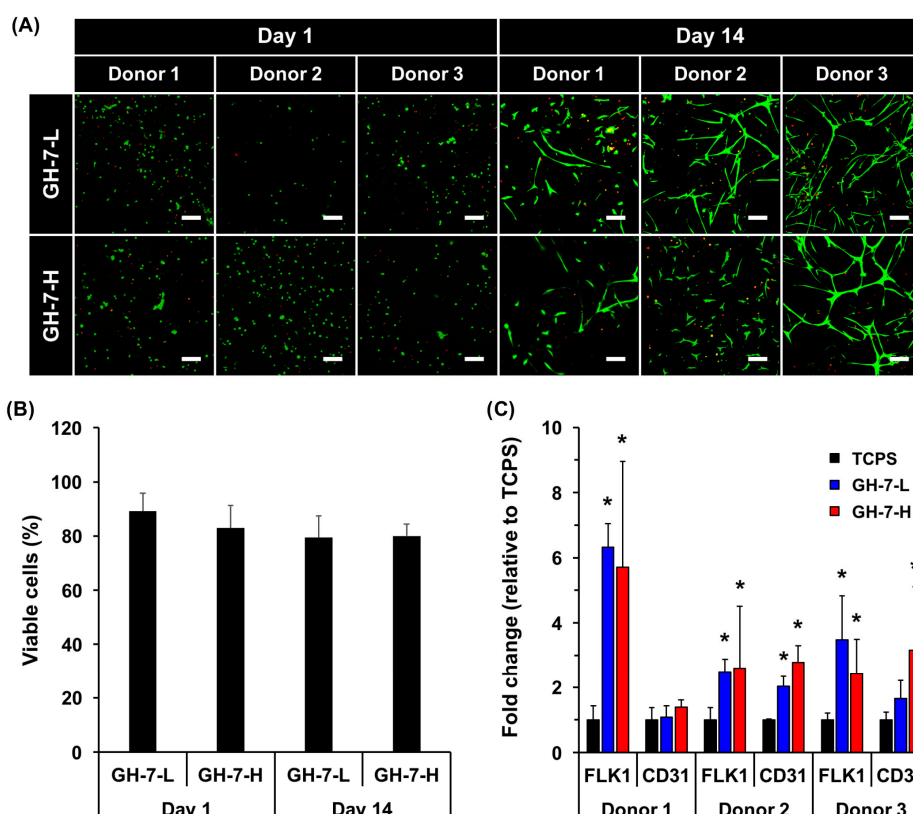 (A)
Day 1 Day 14
Donor 1 Donor 2 Donor 3 Donor 1 Donor 2 Donor 3
GH-7-L
GH-7-H
(B)
120
100
80
60
40
20
0
Viable cells (%)
GH-7-L GH-7-H GH-7-L GH-7-H
Day 1 Day 14
(C)
10
8
6
4
2
0
Fold change (relative to TCPS)
TCPS
GH-7-L
GH-7-H
* * * * * * * * *
FLK1 CD31 FLK1 CD31 FLK1 CD3
Donor 1 Donor 2 Donor 3